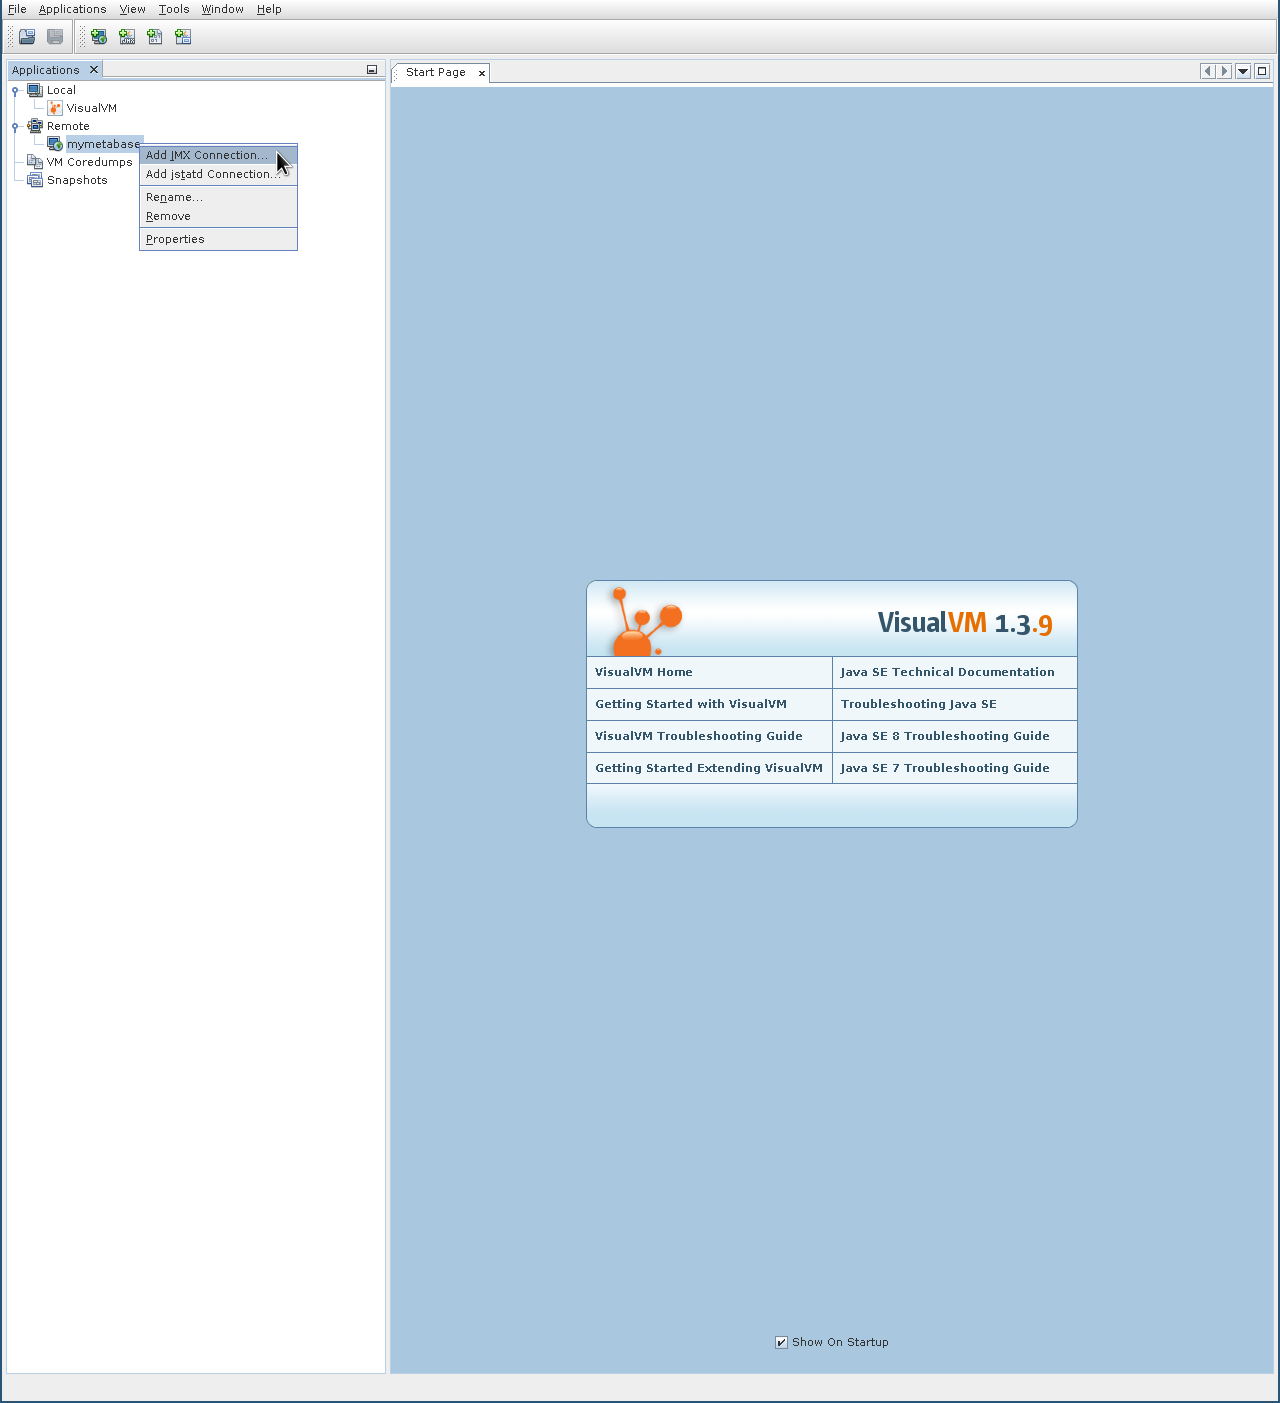 File Applications View Tools Window Help
Applications
Start Page
Local
VisualVM
Remote
mymetabase
VM Coredumps
Snapshots
Add JMX Connection...
Add jstatd Connection...
Rename...
Remove
Properties
VisualVM 1.3.9
VisualVM Home
Java SE Technical Documentation
Getting Started with VisualVM
Troubleshooting Java SE
VisualVM Troubleshooting Guide
Java SE 8 Troubleshooting Guide
Getting Started Extending VisualVM
Java SE 7 Troubleshooting Guide
Show On Startup